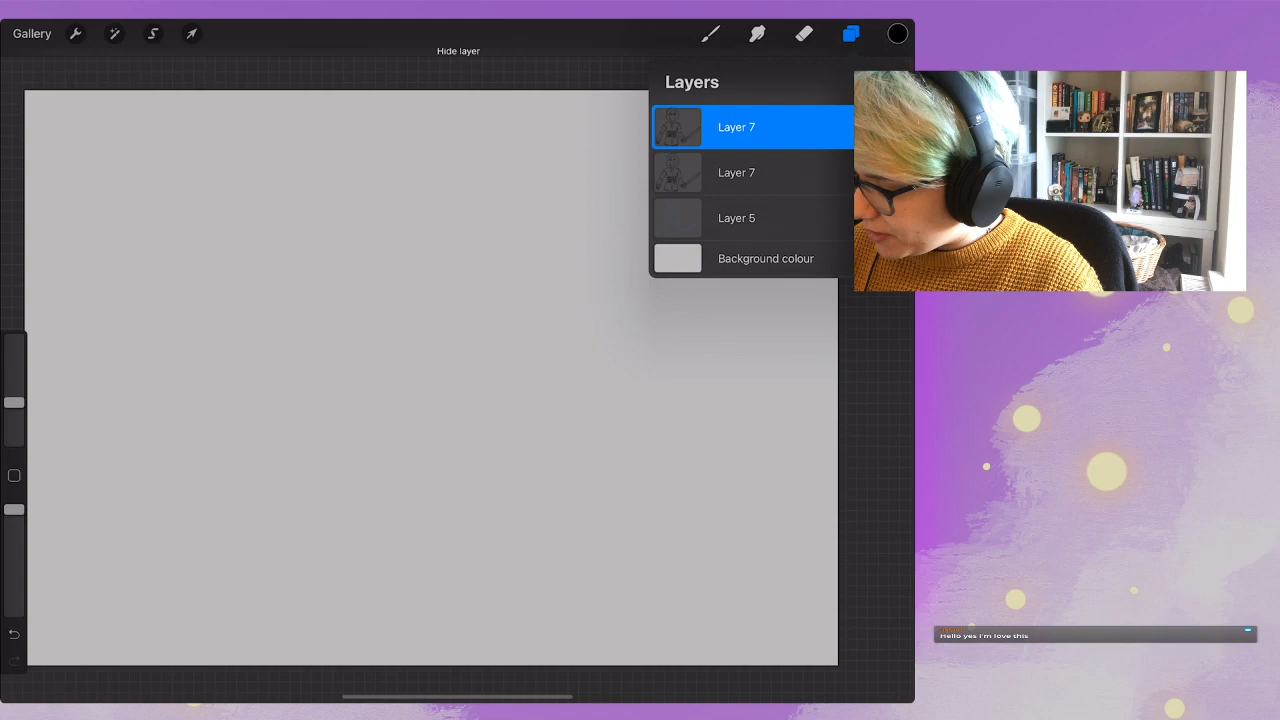 Gallery
Hide layer
Layers
Layer 7
Layer 7
Layer 5
Background colour
Hello yes I'm love this